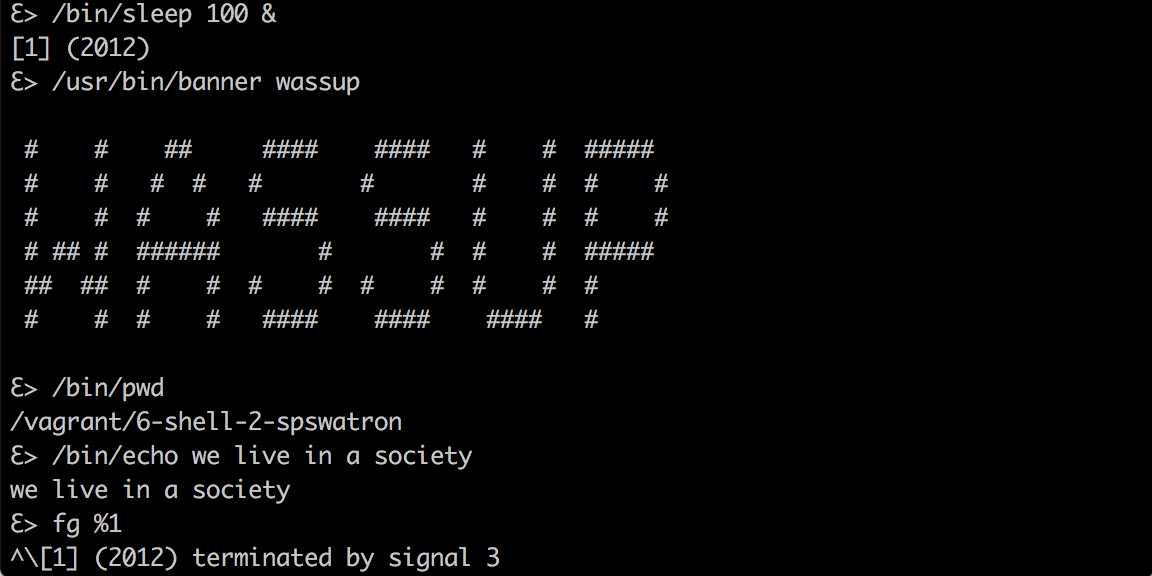 Ɛ> /bin/sleep 100 &
[1] (2012)
Ɛ> /usr/bin/banner wassup
 #    #    ##     ####    ####   #    #  #####
 #    #   #  #   #       #       #    #  #    #
 #    #  #    #   ####    ####   #    #  #    #
 # ## #  ######       #       #  #    #  #####
 ##  ##  #    #  #    #  #    #  #    #  #
 #    #  #    #   ####    ####    ####   #
Ɛ> /bin/pwd
/vagrant/6-shell-2-spswatron
Ɛ> /bin/echo we live in a society
we live in a society
Ɛ> fg %1
^\[1] (2012) terminated by signal 3